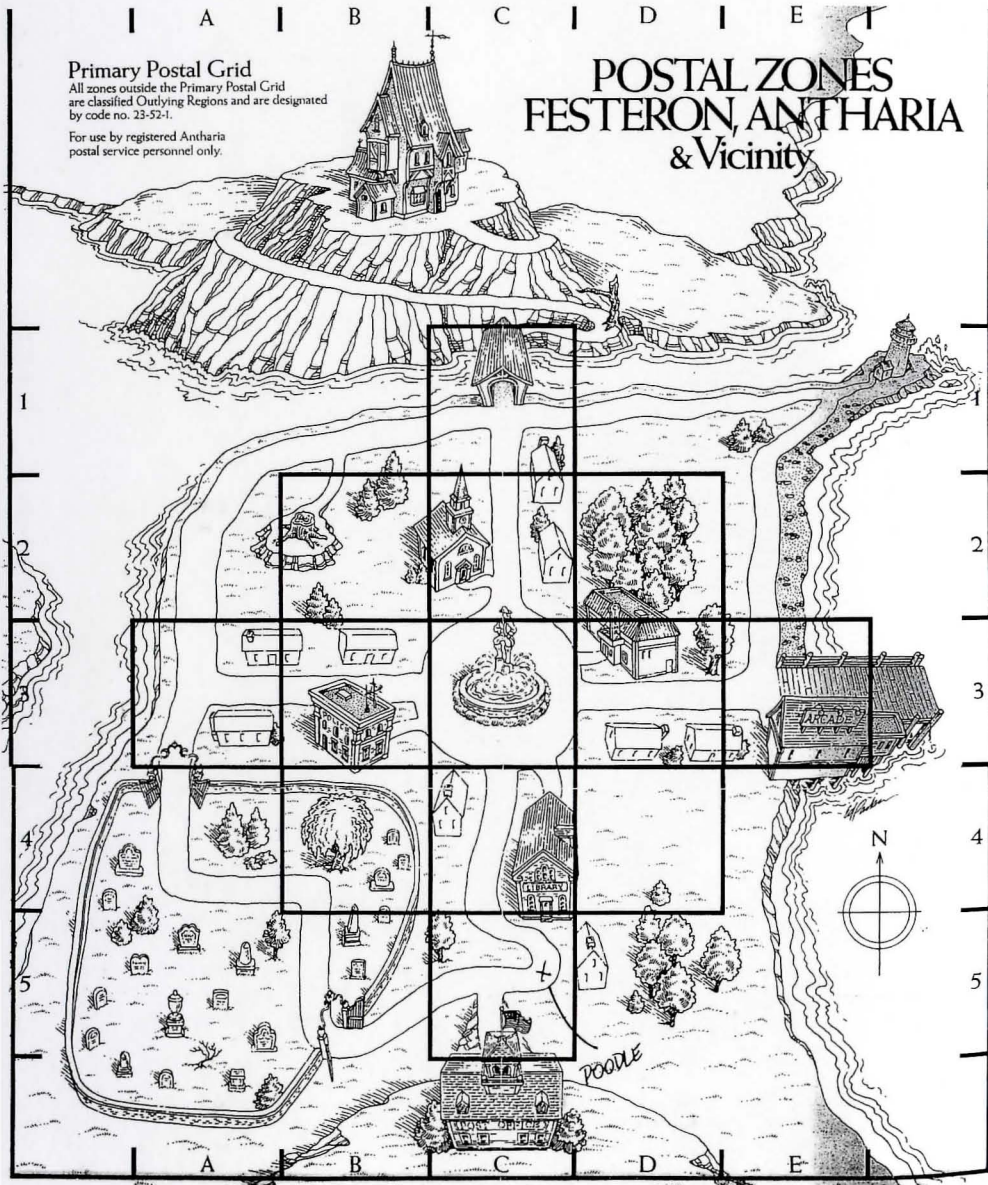 A B C D E
Primary Postal Grid
All zones outside the Primary Postal Grid
are classified Outlying Regions and are designated
by code no. 23-52-1.
For use by registered Antharia
postal service personnel only.
POSTAL ZONES
FESTERON, ANTHARIA
& Vicinity
1 1
2 2
3 3
ARCADE
4 4
N
LIBRARY
5 5
POODLE
POST OFFICE
A B C D E